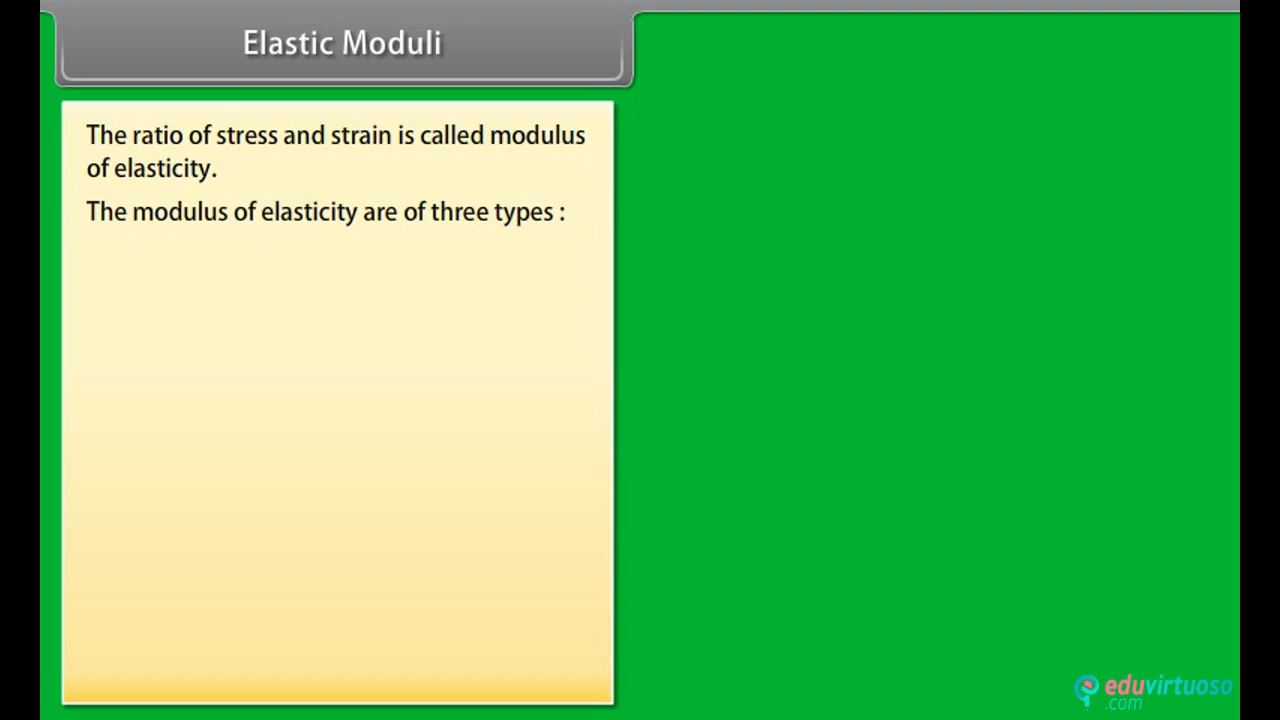 Elastic Moduli
The ratio of stress and strain is called modulus
of elasticity.
The modulus of elasticity are of three types :
eduvirtuoso
.com